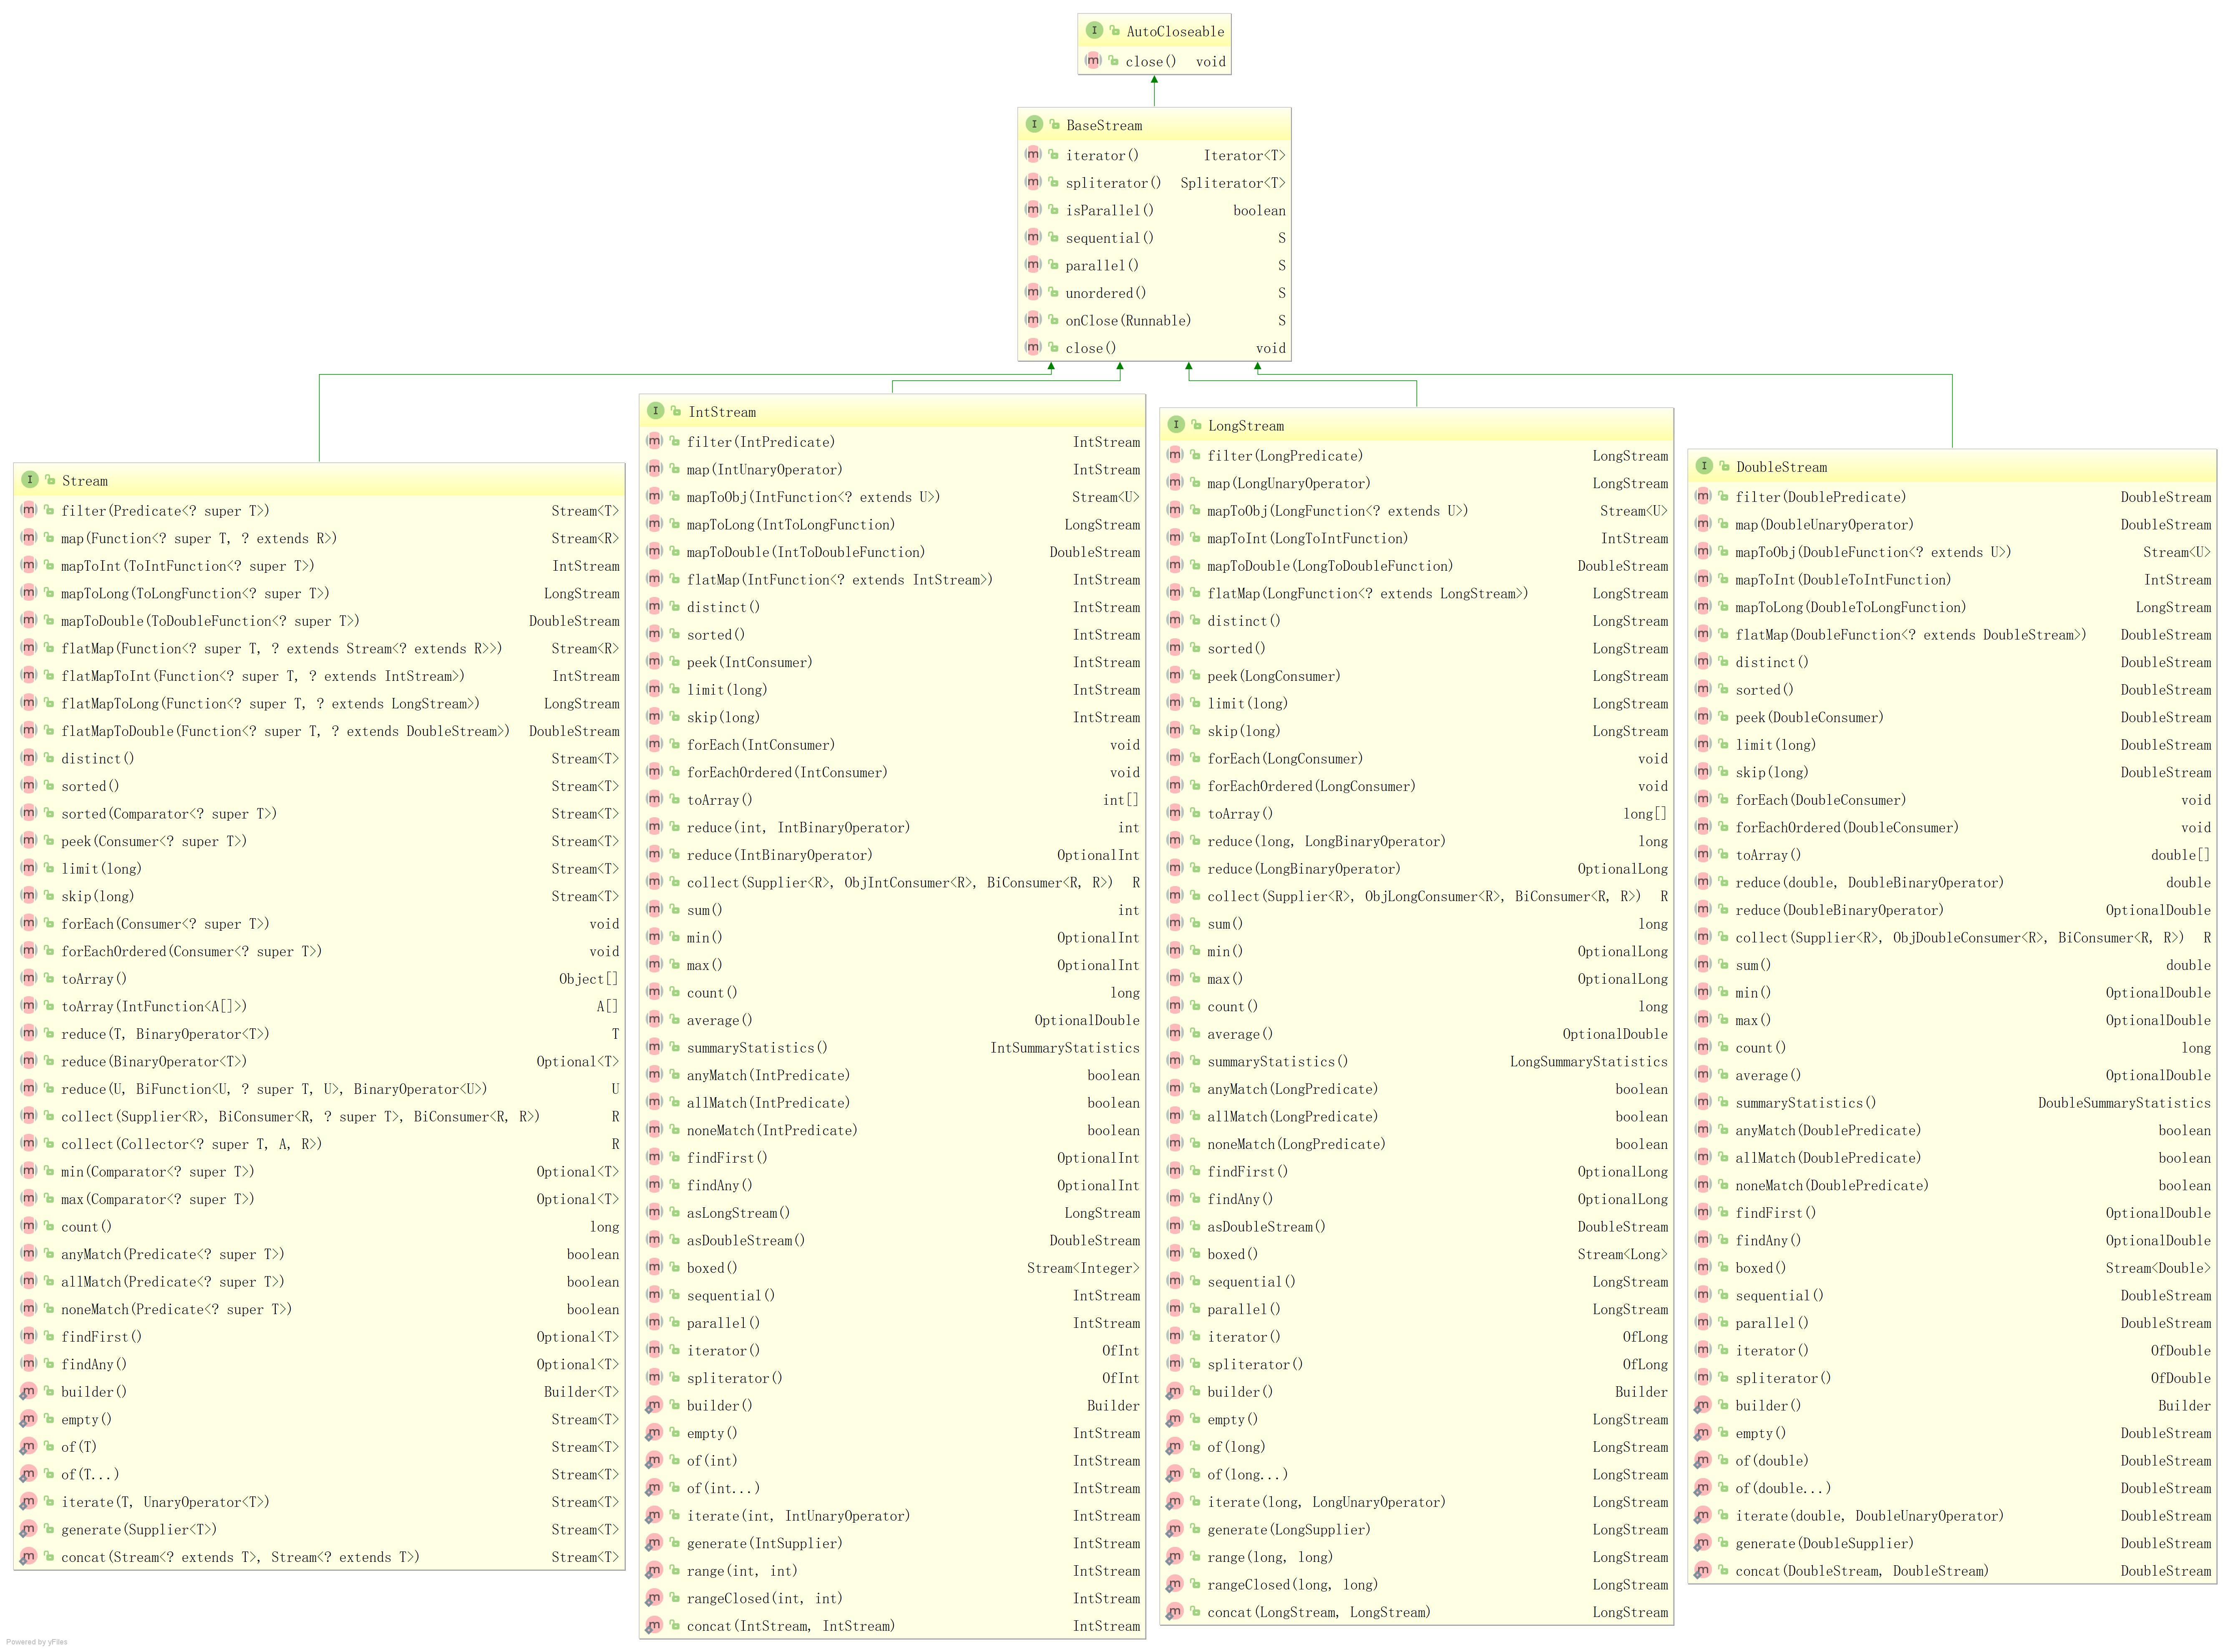 AutoCloseable
close() void
BaseStream
iterator() Iterator<T>
spliterator() Spliterator<T>
isParallel() boolean
sequential() S
parallel() S
unordered() S
onClose(Runnable) S
close() void
Stream
filter(Predicate<? super T>) Stream<T>
map(Function<? super T, ? extends R>) Stream<R>
mapToInt(ToIntFunction<? super T>) IntStream
mapToLong(ToLongFunction<? super T>) LongStream
mapToDouble(ToDoubleFunction<? super T>) DoubleStream
flatMap(Function<? super T, ? extends Stream<? extends R>>) Stream<R>
flatMapToInt(Function<? super T, ? extends IntStream>) IntStream
flatMapToLong(Function<? super T, ? extends LongStream>) LongStream
flatMapToDouble(Function<? super T, ? extends DoubleStream>) DoubleStream
distinct() Stream<T>
sorted() Stream<T>
sorted(Comparator<? super T>) Stream<T>
peek(Consumer<? super T>) Stream<T>
limit(long) Stream<T>
skip(long) Stream<T>
forEach(Consumer<? super T>) void
forEachOrdered(Consumer<? super T>) void
toArray() Object[]
toArray(IntFunction<A[]>) A[]
reduce(T, BinaryOperator<T>) T
reduce(BinaryOperator<T>) Optional<T>
reduce(U, BiFunction<U, ? super T, U>, BinaryOperator<U>) U
collect(Supplier<R>, BiConsumer<R, ? super T>, BiConsumer<R, R>) R
collect(Collector<? super T, A, R>) R
min(Comparator<? super T>) Optional<T>
max(Comparator<? super T>) Optional<T>
count() long
anyMatch(Predicate<? super T>) boolean
allMatch(Predicate<? super T>) boolean
noneMatch(Predicate<? super T>) boolean
findFirst() Optional<T>
findAny() Optional<T>
builder() Builder<T>
empty() Stream<T>
of(T) Stream<T>
of(T...) Stream<T>
iterate(T, UnaryOperator<T>) Stream<T>
generate(Supplier<T>) Stream<T>
concat(Stream<? extends T>, Stream<? extends T>) Stream<T>
IntStream
filter(IntPredicate) IntStream
map(IntUnaryOperator) IntStream
mapToObj(IntFunction<? extends U>) Stream<U>
mapToLong(IntToLongFunction) LongStream
mapToDouble(IntToDoubleFunction) DoubleStream
flatMap(IntFunction<? extends IntStream>) IntStream
distinct() IntStream
sorted() IntStream
peek(IntConsumer) IntStream
limit(long) IntStream
skip(long) IntStream
forEach(IntConsumer) void
forEachOrdered(IntConsumer) void
toArray() int[]
reduce(int, IntBinaryOperator) int
reduce(IntBinaryOperator) OptionalInt
collect(Supplier<R>, ObjIntConsumer<R>, BiConsumer<R, R>) R
sum() int
min() OptionalInt
max() OptionalInt
count() long
average() OptionalDouble
summaryStatistics() IntSummaryStatistics
anyMatch(IntPredicate) boolean
allMatch(IntPredicate) boolean
noneMatch(IntPredicate) boolean
findFirst() OptionalInt
findAny() OptionalInt
asLongStream() LongStream
asDoubleStream() DoubleStream
boxed() Stream<Integer>
sequential() IntStream
parallel() IntStream
iterator() OfInt
spliterator() OfInt
builder() Builder
empty() IntStream
of(int) IntStream
of(int...) IntStream
iterate(int, IntUnaryOperator) IntStream
generate(IntSupplier) IntStream
range(int, int) IntStream
rangeClosed(int, int) IntStream
concat(IntStream, IntStream) IntStream
LongStream
filter(LongPredicate) LongStream
map(LongUnaryOperator) LongStream
mapToObj(LongFunction<? extends U>) Stream<U>
mapToInt(LongToIntFunction) IntStream
mapToDouble(LongToDoubleFunction) DoubleStream
flatMap(LongFunction<? extends LongStream>) LongStream
distinct() LongStream
sorted() LongStream
peek(LongConsumer) LongStream
limit(long) LongStream
skip(long) LongStream
forEach(LongConsumer) void
forEachOrdered(LongConsumer) void
toArray() long[]
reduce(long, LongBinaryOperator) long
reduce(LongBinaryOperator) OptionalLong
collect(Supplier<R>, ObjLongConsumer<R>, BiConsumer<R, R>) R
sum() long
min() OptionalLong
max() OptionalLong
count() long
average() OptionalDouble
summaryStatistics() LongSummaryStatistics
anyMatch(LongPredicate) boolean
allMatch(LongPredicate) boolean
noneMatch(LongPredicate) boolean
findFirst() OptionalLong
findAny() OptionalLong
asDoubleStream() DoubleStream
boxed() Stream<Long>
sequential() LongStream
parallel() LongStream
iterator() OfLong
spliterator() OfLong
builder() Builder
empty() LongStream
of(long) LongStream
of(long...) LongStream
iterate(long, LongUnaryOperator) LongStream
generate(LongSupplier) LongStream
range(long, long) LongStream
rangeClosed(long, long) LongStream
concat(LongStream, LongStream) LongStream
DoubleStream
filter(DoublePredicate) DoubleStream
map(DoubleUnaryOperator) DoubleStream
mapToObj(DoubleFunction<? extends U>) Stream<U>
mapToInt(DoubleToIntFunction) IntStream
mapToLong(DoubleToLongFunction) LongStream
flatMap(DoubleFunction<? extends DoubleStream>) DoubleStream
distinct() DoubleStream
sorted() DoubleStream
peek(DoubleConsumer) DoubleStream
limit(long) DoubleStream
skip(long) DoubleStream
forEach(DoubleConsumer) void
forEachOrdered(DoubleConsumer) void
toArray() double[]
reduce(double, DoubleBinaryOperator) double
reduce(DoubleBinaryOperator) OptionalDouble
collect(Supplier<R>, ObjDoubleConsumer<R>, BiConsumer<R, R>) R
sum() double
min() OptionalDouble
max() OptionalDouble
count() long
average() OptionalDouble
summaryStatistics() DoubleSummaryStatistics
anyMatch(DoublePredicate) boolean
allMatch(DoublePredicate) boolean
noneMatch(DoublePredicate) boolean
findFirst() OptionalDouble
findAny() OptionalDouble
boxed() Stream<Double>
sequential() DoubleStream
parallel() DoubleStream
iterator() OfDouble
spliterator() OfDouble
builder() Builder
empty() DoubleStream
of(double) DoubleStream
of(double...) DoubleStream
iterate(double, DoubleUnaryOperator) DoubleStream
generate(DoubleSupplier) DoubleStream
concat(DoubleStream, DoubleStream) DoubleStream
Powered by yFiles